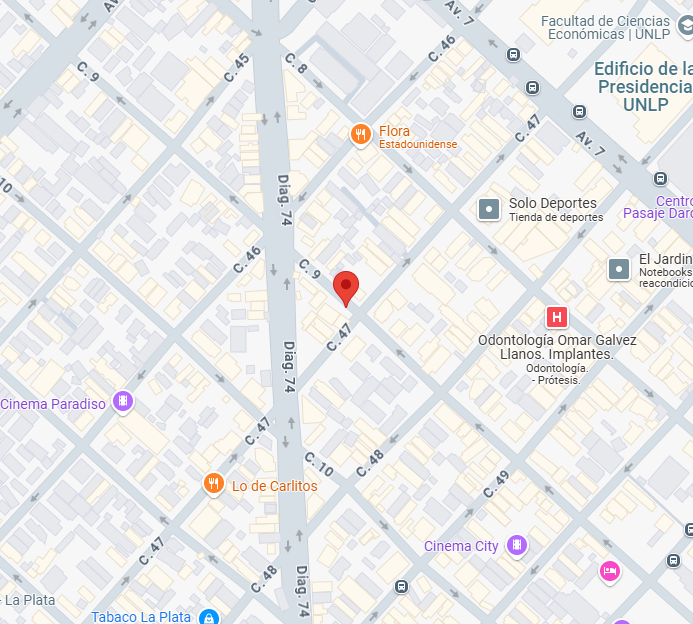 Av. 7
C. 46
Facultad de Ciencias
Económicas | UNLP
C. 9
C. 45
C. 8
Edificio de la
Presidencia
UNLP
Flora
Estadounidense
C. 47
Av. 7
10
Diag. 74
Solo Deportes
Tienda de deportes
Centro
Pasaje Dardo
C. 46
C. 9
El Jardin
Notebooks
reacondicio
C. 47
Odontología Omar Galvez
Llanos. Implantes.
Odontología.
- Prótesis.
Diag. 74
Cinema Paradiso
C. 47
C. 10
C. 48
Lo de Carlitos
C. 49
C. 47
Cinema City
C. 48
Diag. 74
La Plata
Tabaco La Plata